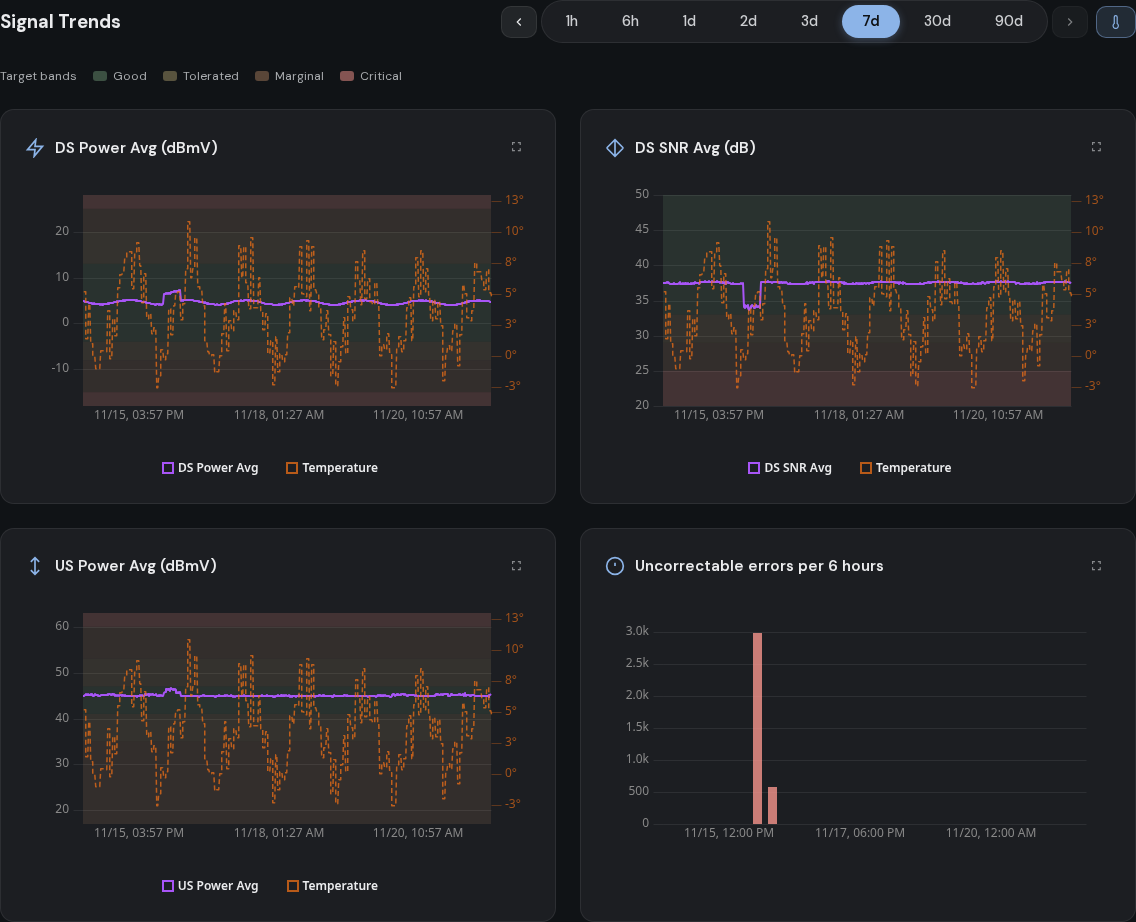 Signal Trends
1h 6h 1d 2d 3d 7d 30d 90d
Target bands Good Tolerated Marginal Critical
DS Power Avg (dBmV)
20
10
0
-10
13°
10°
8°
5°
3°
0°
-3°
11/15, 03:57 PM 11/18, 01:27 AM 11/20, 10:57 AM
DS Power Avg Temperature
DS SNR Avg (dB)
50
45
40
35
30
25
20
13°
10°
8°
5°
3°
0°
-3°
11/15, 03:57 PM 11/18, 01:27 AM 11/20, 10:57 AM
DS SNR Avg Temperature
US Power Avg (dBmV)
60
50
40
30
20
13°
10°
8°
5°
3°
0°
-3°
11/15, 03:57 PM 11/18, 01:27 AM 11/20, 10:57 AM
US Power Avg Temperature
Uncorrectable errors per 6 hours
3.0k
2.5k
2.0k
1.5k
1.0k
500
0
11/15, 12:00 PM 11/17, 06:00 PM 11/20, 12:00 AM